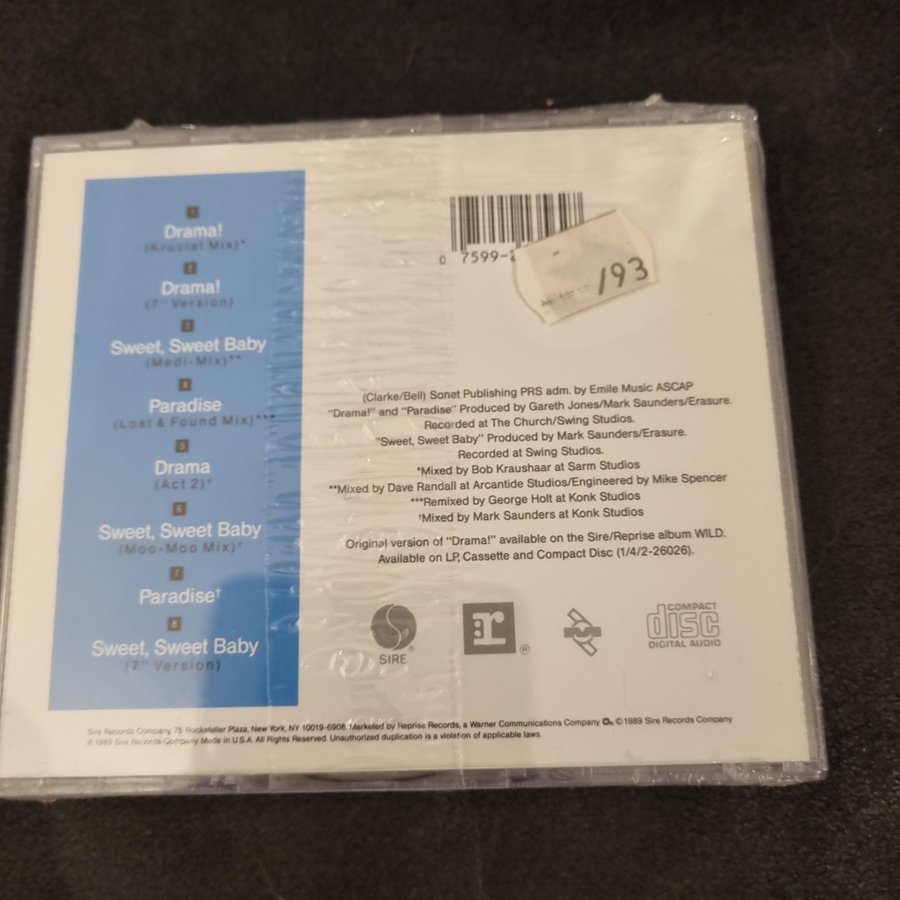 1
Drama!
(Krucial Mix)*
2
Drama!
(7" Version)
3
Sweet, Sweet Baby
(Medi-Mix)**
4
Paradise
(Lost & Found Mix)***
5
Drama
(Act 2)†
6
Sweet, Sweet Baby
(Moo-Moo Mix)†
7
Paradise†
8
Sweet, Sweet Baby
(7" Version)
0 7599-2
/93
(Clarke/Bell) Sonet Publishing PRS adm. by Emile Music ASCAP
"Drama!" and "Paradise" Produced by Gareth Jones/Mark Saunders/Erasure.
Recorded at The Church/Swing Studios.
"Sweet, Sweet Baby" Produced by Mark Saunders/Erasure.
Recorded at Swing Studios.
*Mixed by Bob Kraushaar at Sarm Studios
**Mixed by Dave Randall at Arcantide Studios/Engineered by Mike Spencer
***Remixed by George Holt at Konk Studios
†Mixed by Mark Saunders at Konk Studios
Original version of "Drama!" available on the Sire/Reprise album WILD.
Available on LP, Cassette and Compact Disc (1/4/2-26026).
SIRE®
r®
COMPACT
disc
DIGITAL AUDIO
Sire Records Company 75 Rockefeller Plaza, New York, NY 10019-6908. Marketed by Reprise Records, a Warner Communications Company © 1989 Sire Records Company
℗ 1989 Sire Records Company Made in U.S.A. All Rights Reserved. Unauthorized duplication is a violation of applicable laws.